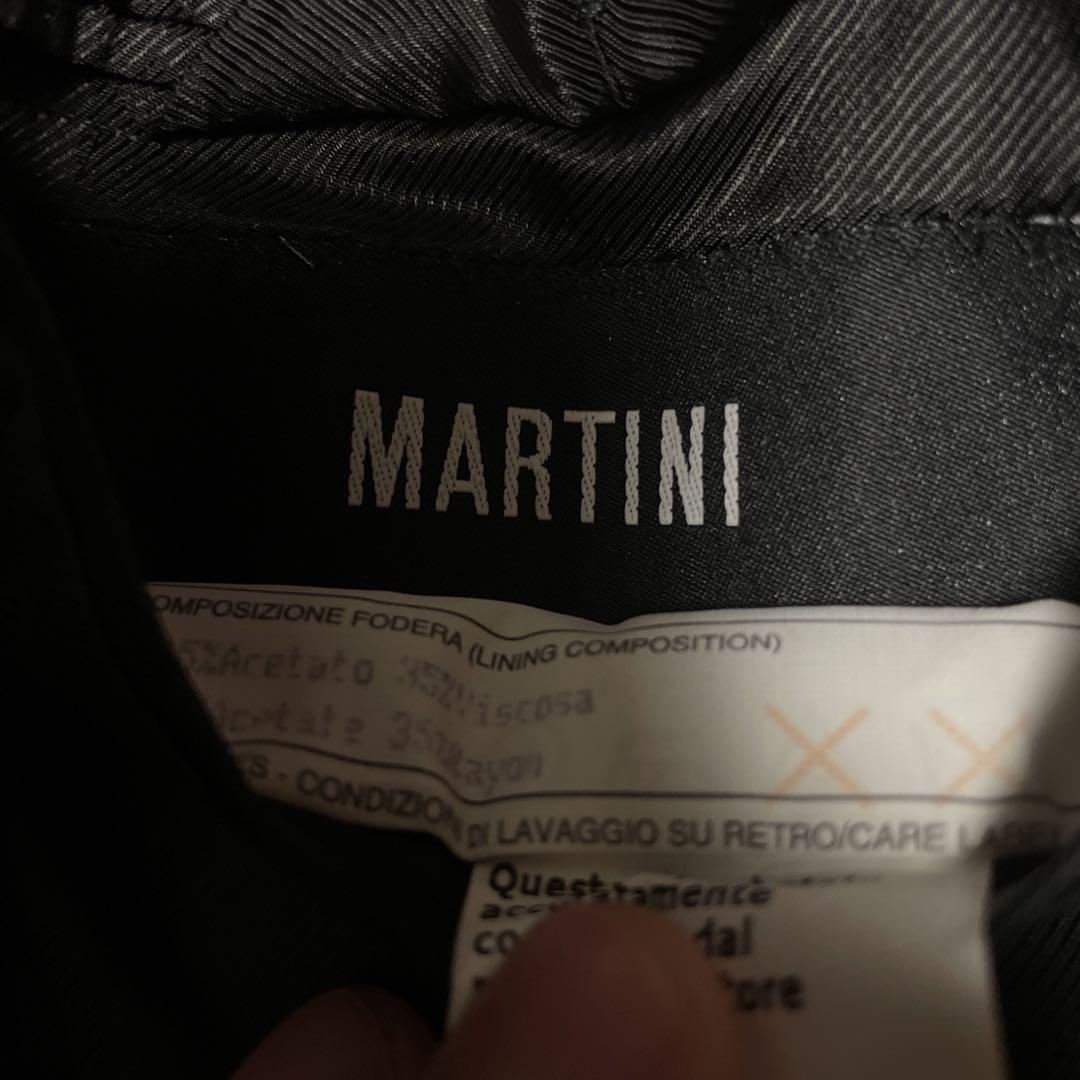 MARTINI
OMPOSIZIONE FODERA (LINING COMPOSITION)
5%Acetato 35%Viscosa
Acetate 35%Rayon
ES - CONDIZIONI DI LAVAGGIO SU RETRO/CARE LABEL
dal